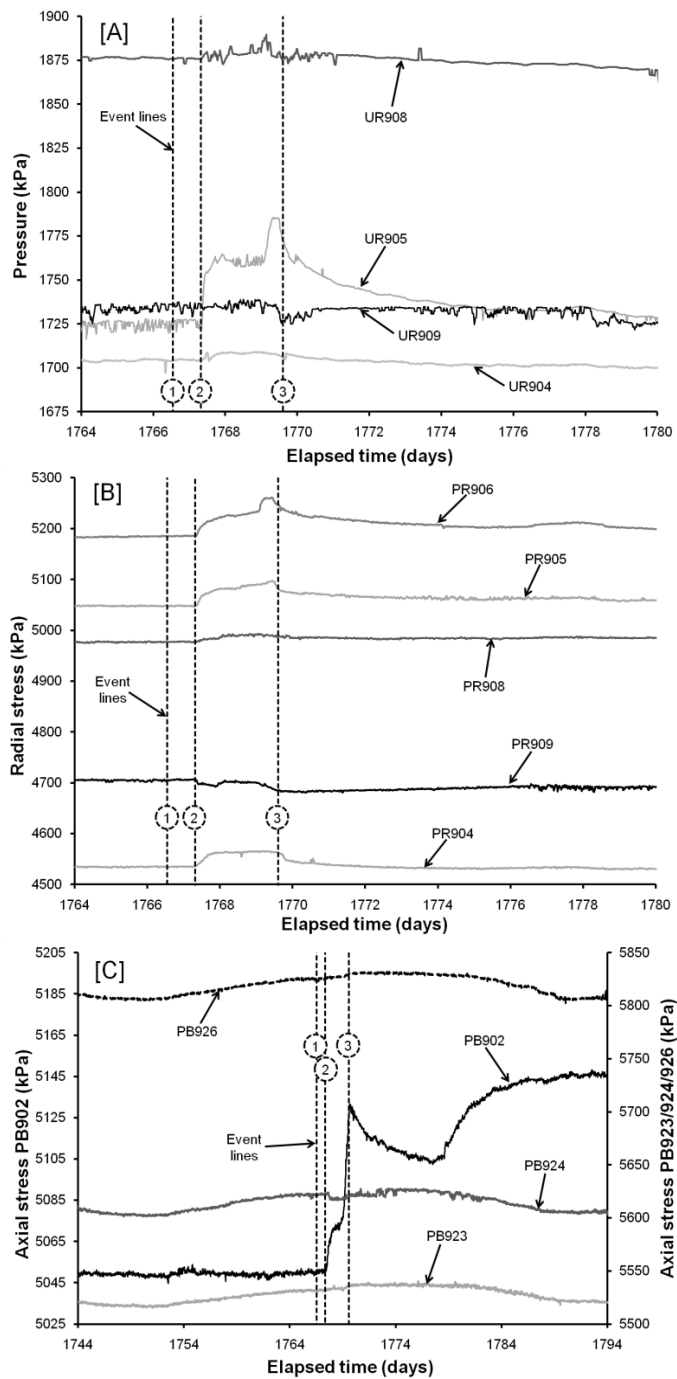 [A]
Pressure (kPa)
1900
1875
1850
1825
1800
1775
1750
1725
1700
1675
Event lines
UR908
UR905
UR909
UR904
1
2
3
1764
1766
1768
1770
1772
1774
1776
1778
1780
Elapsed time (days)
[B]
Radial stress (kPa)
5300
5200
5100
5000
4900
4800
4700
4600
4500
PR906
PR905
PR908
Event
lines
PR909
PR904
1
2
3
1764
1766
1768
1770
1772
1774
1776
1778
1780
Elapsed time (days)
[C]
Axial stress PB902 (kPa)
5205
5185
5165
5145
5125
5105
5085
5065
5045
5025
PB926
1
2
3
PB902
Event
lines
PB924
PB923
5850
5800
5750
5700
5650
5600
5550
5500
Axial stress PB923/924/926 (kPa)
1744
1754
1764
1774
1784
1794
Elapsed time (days)